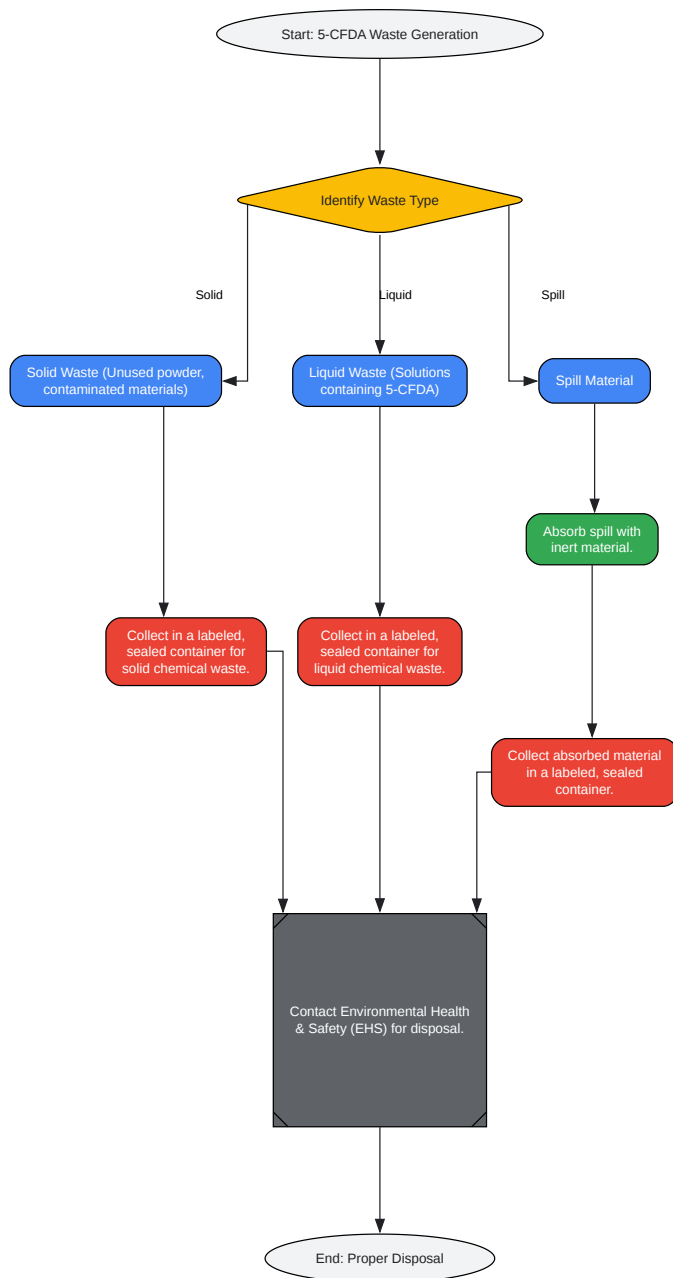 Start: 5-CFDA Waste Generation
Identify Waste Type
Solid
Liquid
Spill
Solid Waste (Unused powder,
contaminated materials)
Liquid Waste (Solutions
containing 5-CFDA)
Spill Material
Absorb spill with
inert material.
Collect in a labeled,
sealed container for
solid chemical waste.
Collect in a labeled,
sealed container for
liquid chemical waste.
Collect absorbed material
in a labeled, sealed
container.
Contact Environmental Health
& Safety (EHS) for disposal.
End: Proper Disposal